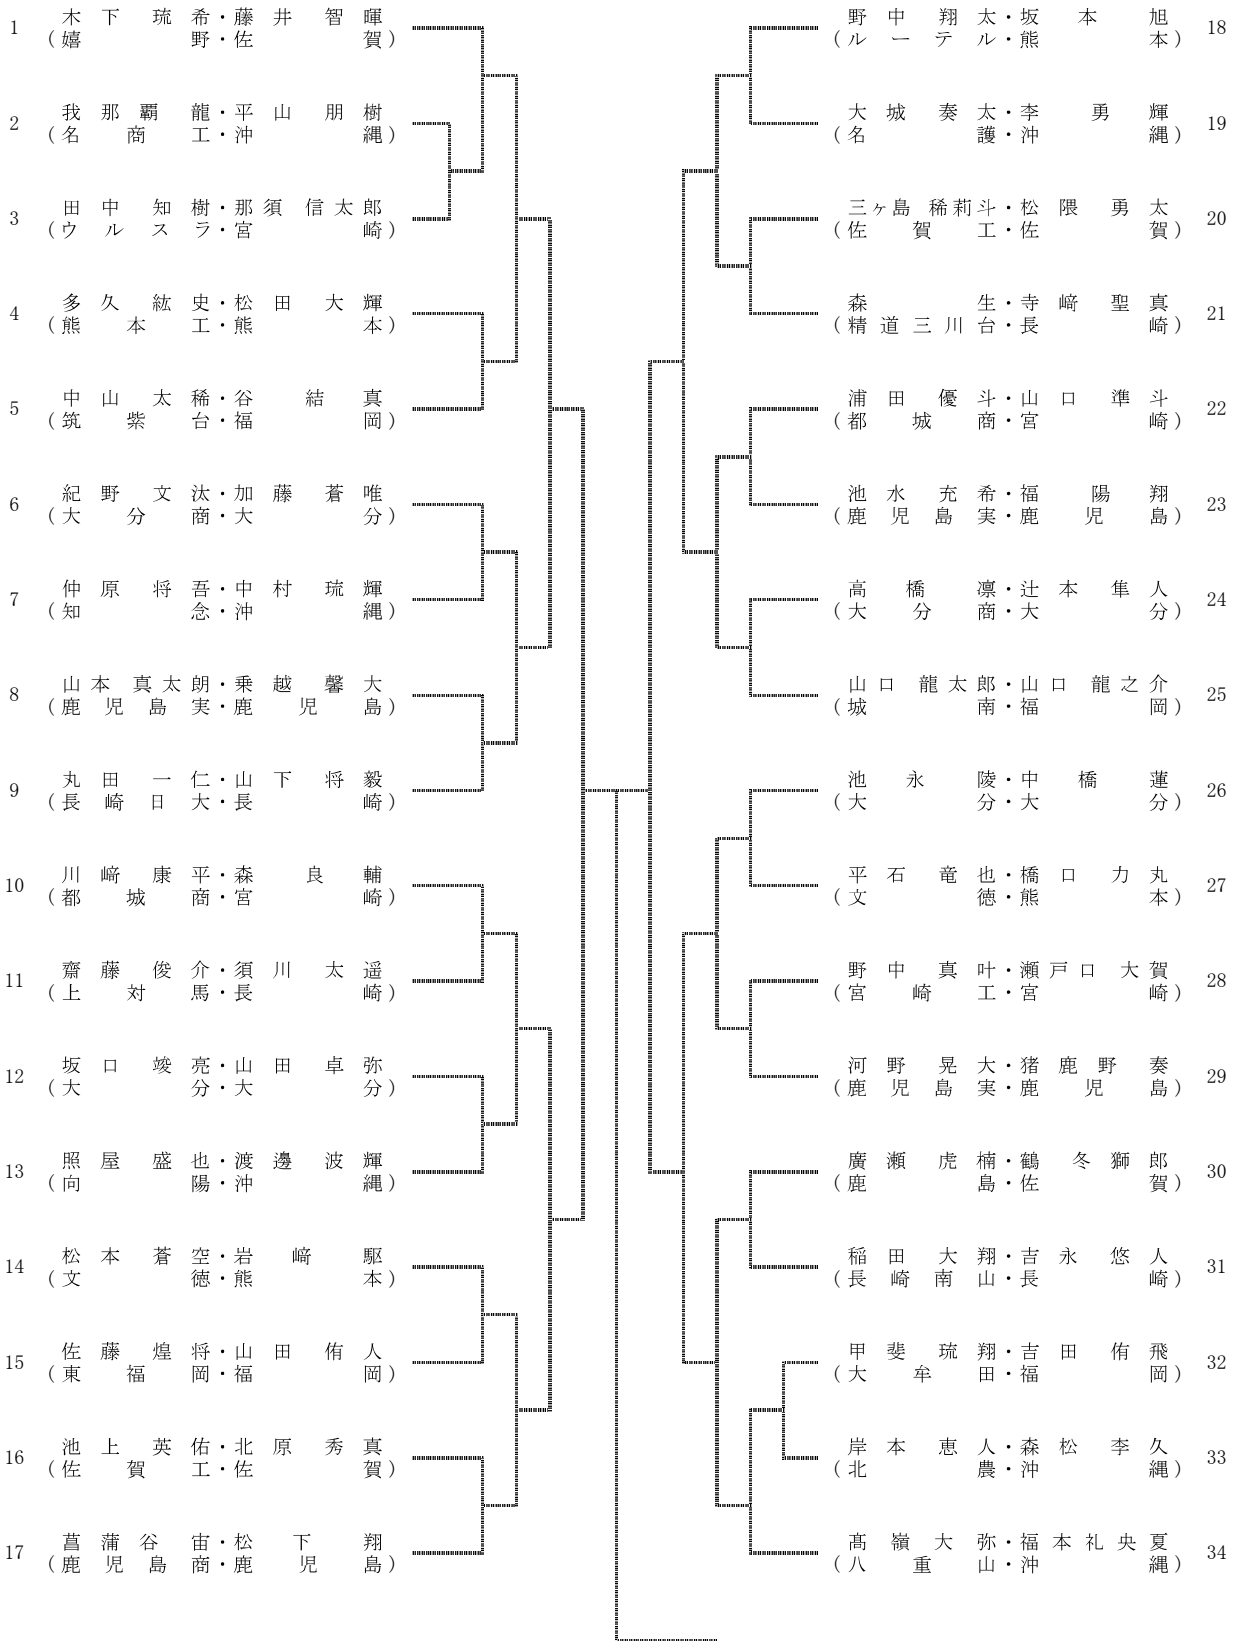 1 木下琉希・藤井智暉
(嬉野・佐賀)
2 我那覇龍・平山朋樹
(名商工・沖縄)
3 田中知樹・那須信太郎
(ウルスラ・宮崎)
4 多久紘史・松田大輝
(熊本工・熊本)
5 中山太稀・谷結真
(筑紫台・福岡)
6 紀野文汰・加藤蒼唯
(大分商・大分)
7 仲原将吾・中村琉輝
(知念・沖縄)
8 山本真太朗・乗越馨大
(鹿児島実・鹿児島)
9 丸田一仁・山下将毅
(長崎日大・長崎)
10 川﨑康平・森良輔
(都城商・宮崎)
11 齋藤俊介・須川太遥
(上対馬・長崎)
12 坂口竣亮・山田卓弥
(大分・大分)
13 照屋盛也・渡邊波輝
(向陽・沖縄)
14 松本蒼空・岩﨑駆
(文徳・熊本)
15 佐藤煌将・山田侑人
(東福岡・福岡)
16 池上英佑・北原秀真
(佐賀工・佐賀)
17 菖蒲谷宙・松下翔
(鹿児島商・鹿児島)
野中翔太・坂本旭 18
(ルーテル・熊本)
大城奏太・李勇輝 19
(名護・沖縄)
三ヶ島稀莉斗・松隈勇太 20
(佐賀工・佐賀)
森生・寺﨑聖真 21
(精道三川台・長崎)
浦田優斗・山口準斗 22
(都城商・宮崎)
池水充希・福陽翔 23
(鹿児島実・鹿児島)
高橋凛・辻本隼人 24
(大分商・大分)
山口龍太郎・山口龍之介 25
(城南・福岡)
池永陵・中橋蓮 26
(大分・大分)
平石竜也・橋口力丸 27
(文徳・熊本)
野中真叶・瀬戸口大賀 28
(宮崎工・宮崎)
河野晃大・猪鹿野奏 29
(鹿児島実・鹿児島)
廣瀬虎楠・鶴冬獅郎 30
(鹿島・佐賀)
稲田大翔・吉永悠人 31
(長崎南山・長崎)
甲斐琉翔・吉田侑飛 32
(大牟田・福岡)
岸本恵人・森松李久 33
(北農・沖縄)
髙嶺大弥・福本礼央夏 34
(八重山・沖縄)